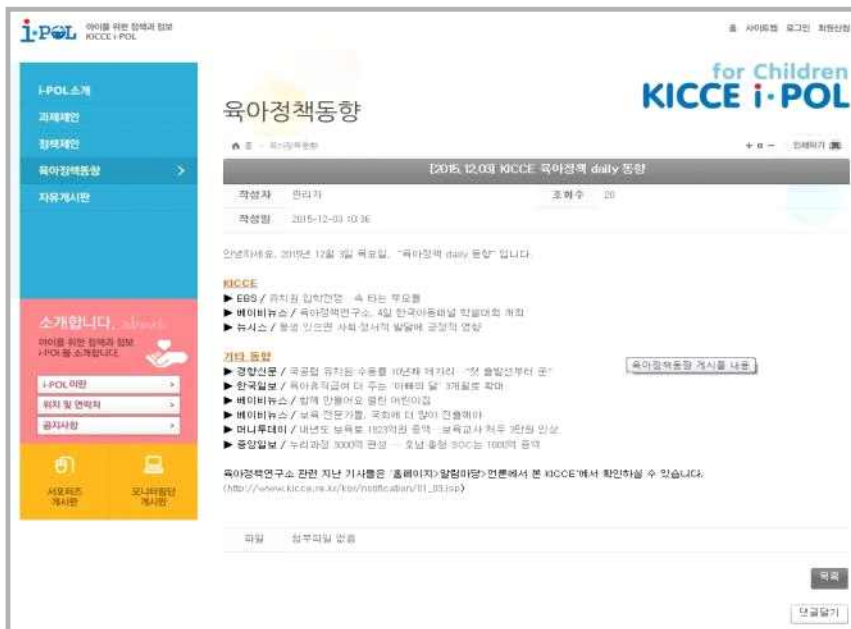 i·POL 아이를 위한 정책과 정보
KICCE i-POL
홈 사이트맵 로그인 회원신청
i-POL소개
과제제안
정책제안
육아정책동향
자유게시판
for Children
KICCE i·POL
육아정책동향
홈 - 육아정책동향
+ 가 - 인쇄하기
[2015.12.03] KICCE 육아정책 daily 동향
작성자 관리자 조회수 20
작성일 2015-12-03 10:36
안녕하세요, 2015년 12월 3일 목요일, "육아정책 daily 동향" 입니다.
KICCE
▶ EBS / 유치원 입학전쟁…속 타는 부모들
▶ 베이비뉴스 / 육아정책연구소, 4일 한국아동패널 학술대회 개최
▶ 뉴시스 / 동생 있으면 사회·정서적 발달에 긍정적 영향
기타 동향
▶ 경향신문 / 국공립 유치원 수돗물 10년째 제자리…"첫 출발선부터 운"
▶ 한국일보 / 육아휴직급여 더 주는 '아빠의 달' 3개월로 확대
▶ 베이비뉴스 / 함께 만들어요 열린 어린이집
▶ 베이비뉴스 / 보육 전문가들, 국회에 더 많이 진출해야
▶ 머니투데이 / 내년도 보육료 1823억원 증액…보육교사 처우 3만원 인상
▶ 중앙일보 / 누리과정 3000억 편성… 호남·충청 SOC는 1000억 증액
육아정책동향 게시물 내용
육아정책연구소 관련 지난 기사들은 '홈페이지>알림마당>언론에서 본 KICCE'에서 확인하실 수 있습니다.
(http://www.kicce.re.kr/kor/notification/01_03.jsp)
소개합니다.
아이를 위한 정책과 정보
i-POL을 소개합니다.
i-POL이란
위치 및 연락처
공지사항
서포터즈
게시판
모니터링단
게시판
파일 첨부파일 없음
목록
댓글달기